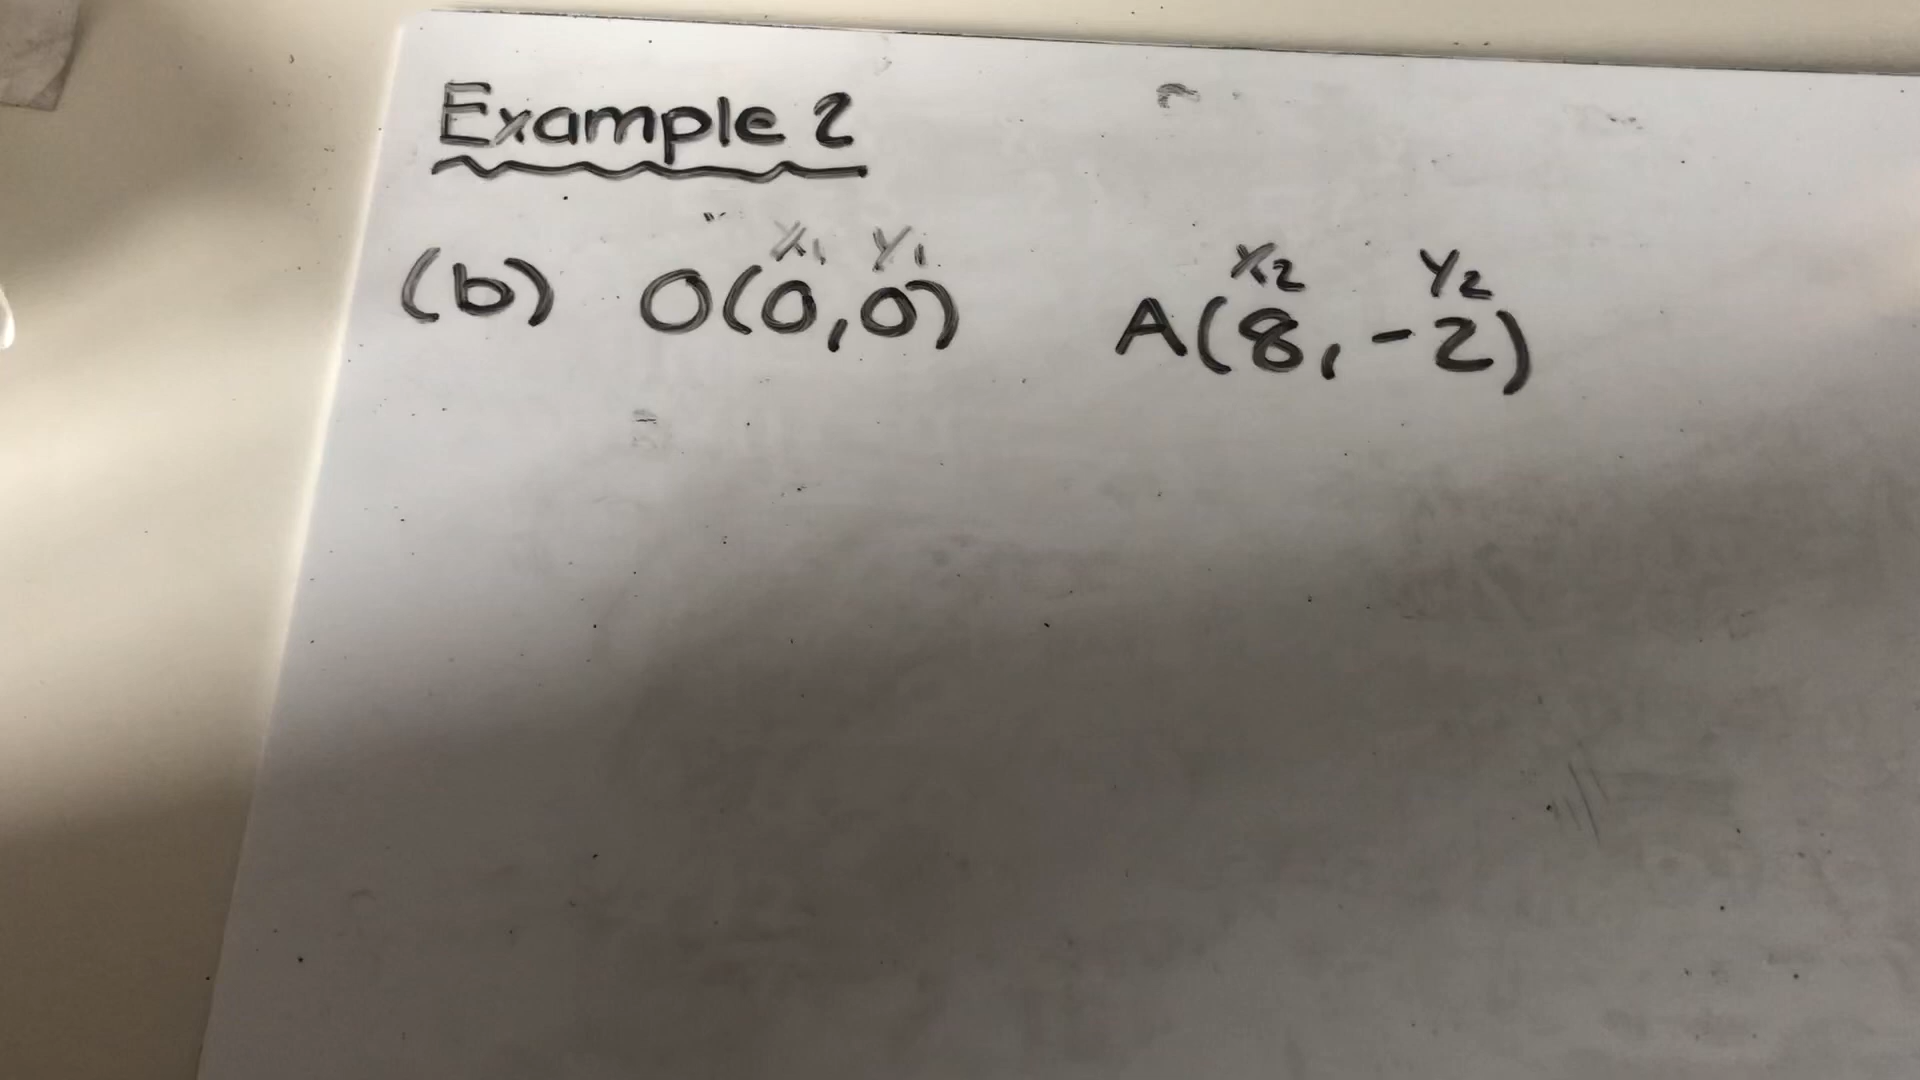 Example 2
x₁ y₁ x₂ y₂
(b) O(0,0) A(8,-2)